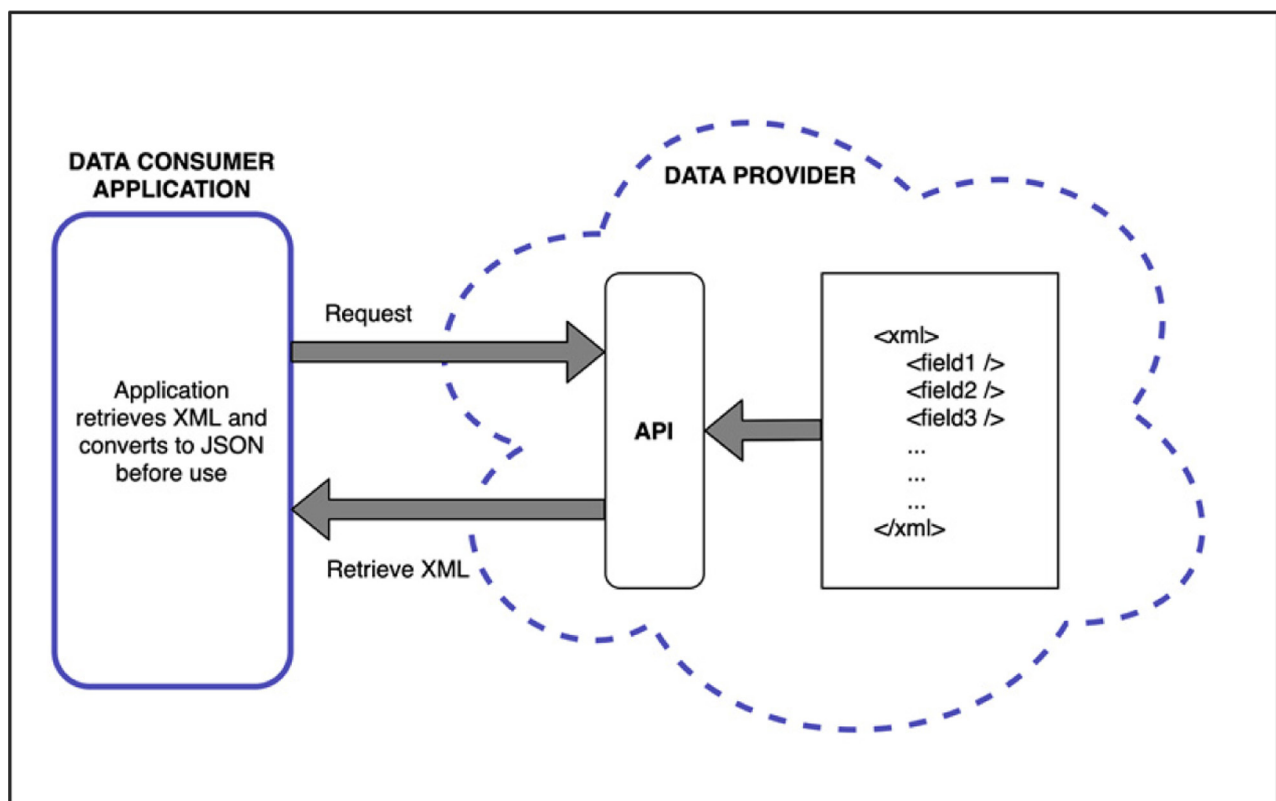 DATA CONSUMER
APPLICATION
Application
retrieves XML and
converts to JSON
before use
Request
Retrieve XML
DATA PROVIDER
API
<xml>
<field1 />
<field2 />
<field3 />
...
...
...
</xml>